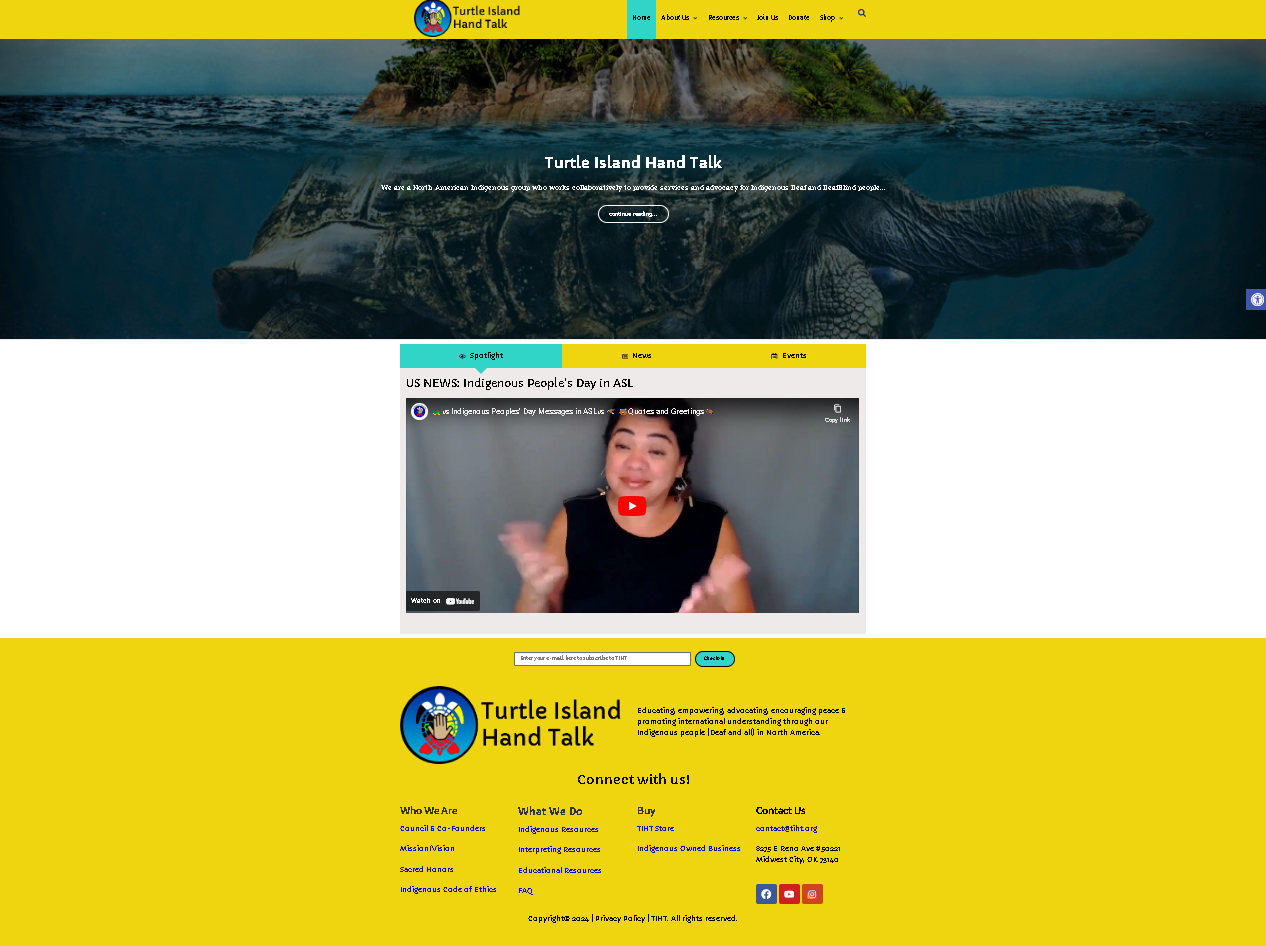 Turtle Island
Hand Talk
Home About Us Resources Join Us Donate Shop
Turtle Island Hand Talk
We are a North American Indigenous group who works collaboratively to provide services and advocacy for Indigenous Deaf and DeafBlind people...
continue reading...
Spotlight News Events
US NEWS: Indigenous People's Day in ASL
us Indigenous Peoples' Day Messages in ASL us Quotes and Greetings
Copy link
Watch on YouTube
Enter your e-mail here to subscribe to TIHT
Check-in
Turtle Island
Hand Talk
Educating, empowering, advocating, encouraging peace &
promoting international understanding through our
Indigenous people (Deaf and all) in North America.
Connect with us!
Who We Are
Council & Co-Founders
Mission/Vision
Sacred Honors
Indigenous Code of Ethics
What We Do
Indigenous Resources
Interpreting Resources
Educational Resources
FAQ
Buy
TIHT Store
Indigenous Owned Business
Contact Us
contact@tiht.org
8275 E Reno Ave #50221
Midwest City, OK 73140
Copyright© 2024 | Privacy Policy | TIHT. All rights reserved.